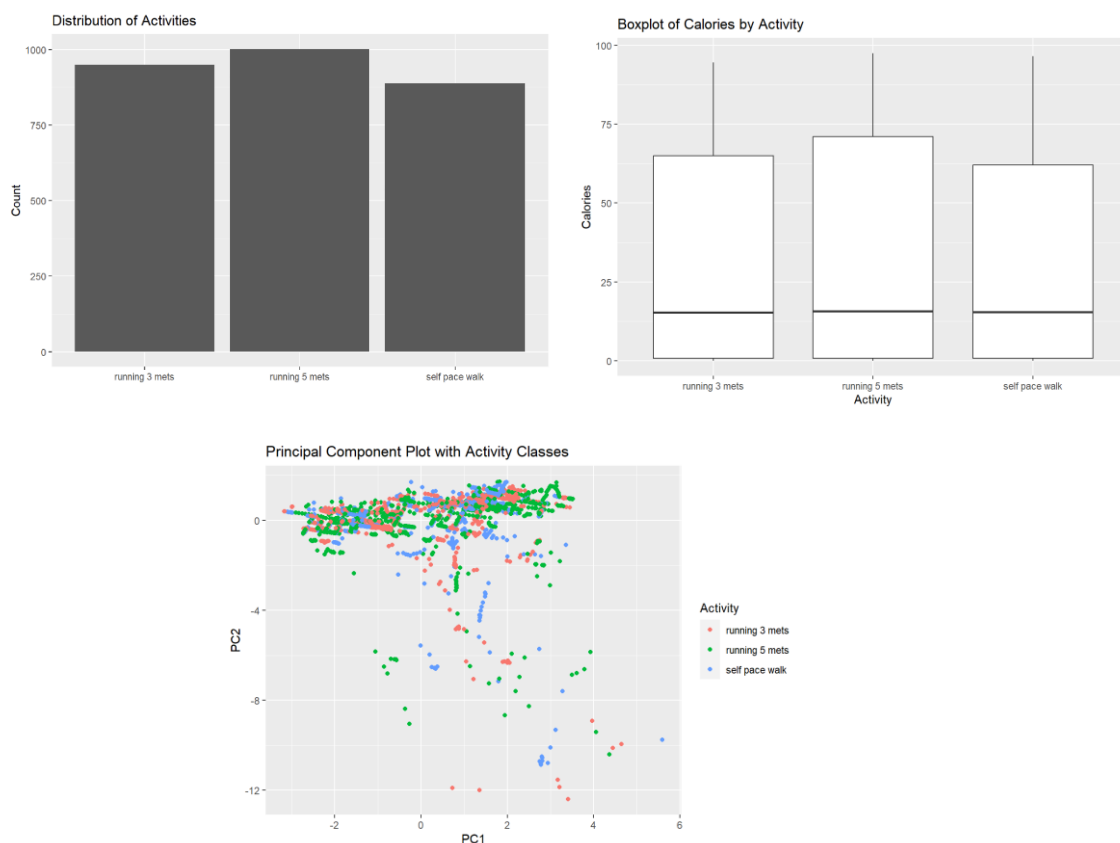 Distribution of Activities
1000
750
500
250
0
Count
running 3 mets
running 5 mets
self pace walk
Boxplot of Calories by Activity
100
75
50
25
0
Calories
running 3 mets
running 5 mets
self pace walk
Activity
Principal Component Plot with Activity Classes
0
-4
-8
-12
PC2
-2
0
2
4
6
PC1
Activity
running 3 mets
running 5 mets
self pace walk